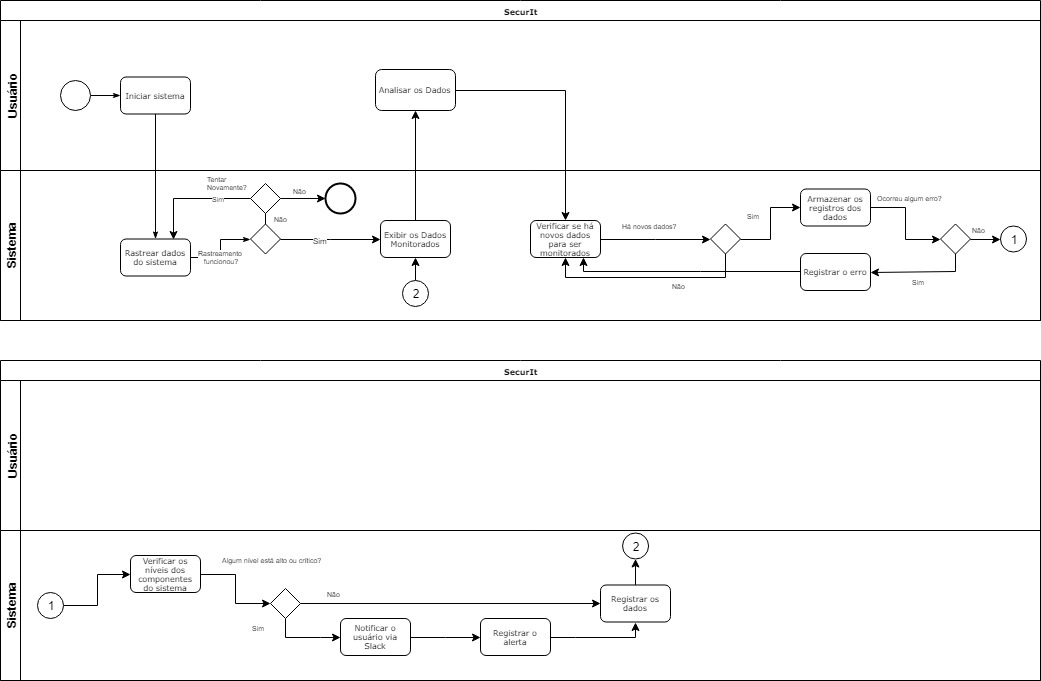 SecurIt
Usuário
Iniciar sistema
Analisar os Dados
Sistema
Tentar
Novamente?
Sim
Não
Não
Rastrear dados
do sistema
Rastreamento
funcionou?
Sim
Exibir os Dados
Monitorados
2
Verificar se há
novos dados
para ser
monitorados
Há novos dados?
Sim
Não
Armazenar os
registros dos
dados
Ocorreu algum erro?
Não
1
Registrar o erro
Sim
SecurIt
Usuário
Sistema
1
Verificar os
níveis dos
componentes
do sistema
Algum nível está alto ou crítico?
Não
Sim
Notificar o
usuário via
Slack
Registrar o
alerta
Registrar os
dados
2